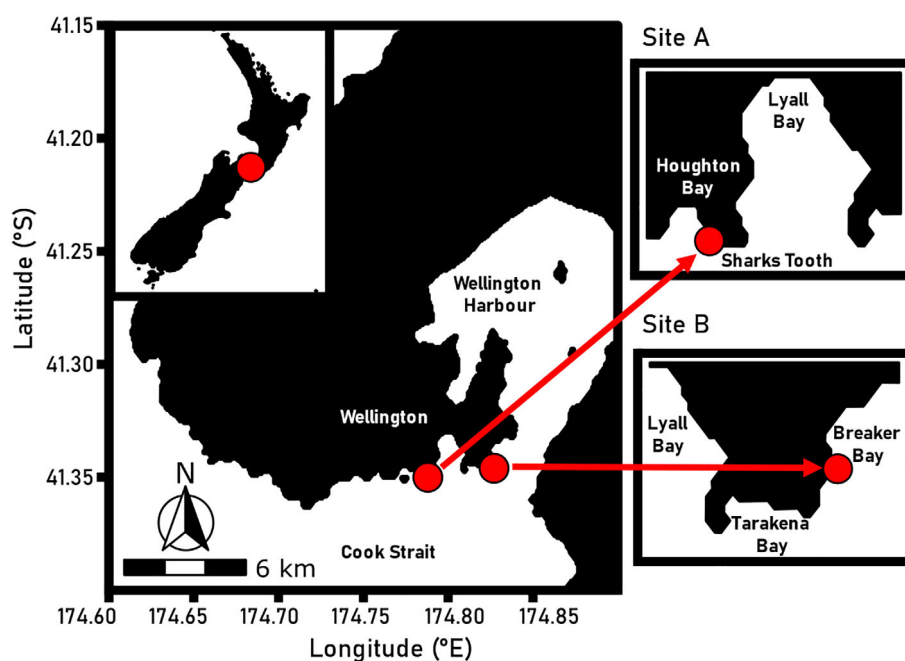 41.15
41.20
41.25
41.30
41.35
Latitude (°S)
Wellington
Harbour
Wellington
Cook Strait
N
6 km
174.60
174.65
174.70
174.75
174.80
174.85
Longitude (°E)
Site A
Lyall
Bay
Houghton
Bay
Sharks Tooth
Site B
Lyall
Bay
Breaker
Bay
Tarakena
Bay